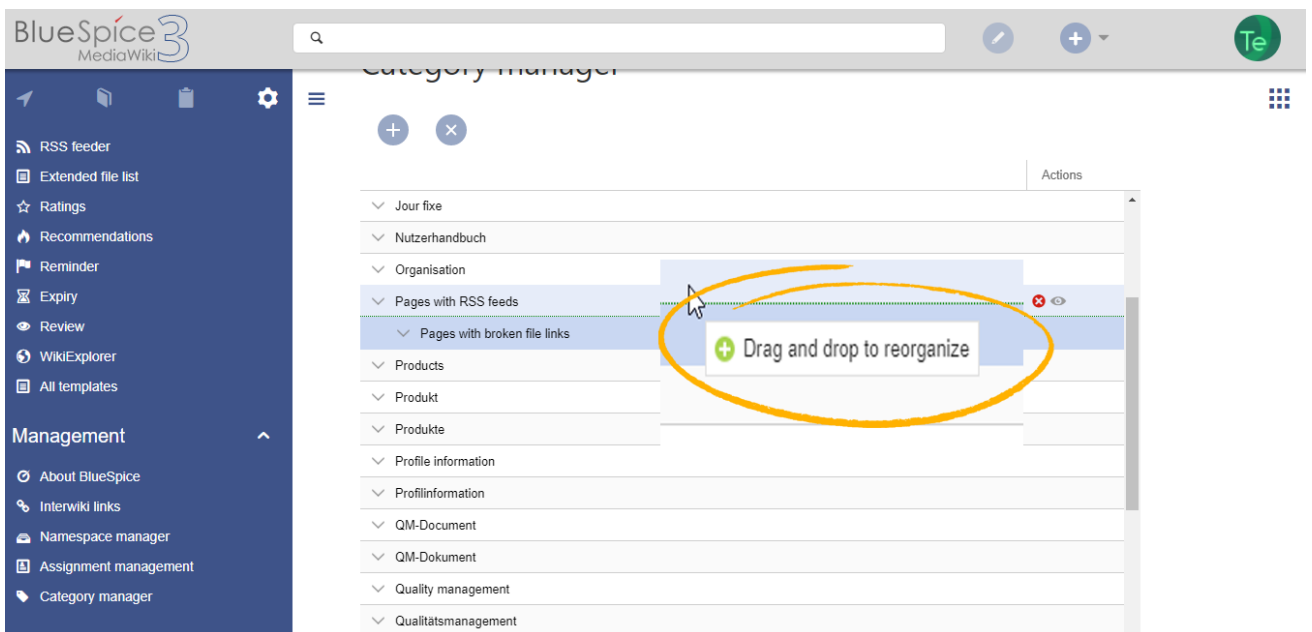 BlueSpice 3
MediaWiki
Te
Category manager
RSS feeder
Extended file list
Ratings
Recommendations
Reminder
Expiry
Review
WikiExplorer
All templates
Management
About BlueSpice
Interwiki links
Namespace manager
Assignment management
Category manager
Actions
Jour fixe
Nutzerhandbuch
Organisation
Pages with RSS feeds
Pages with broken file links
Drag and drop to reorganize
Products
Produkt
Produkte
Profile information
Profilinformation
QM-Document
QM-Dokument
Quality management
Qualitätsmanagement